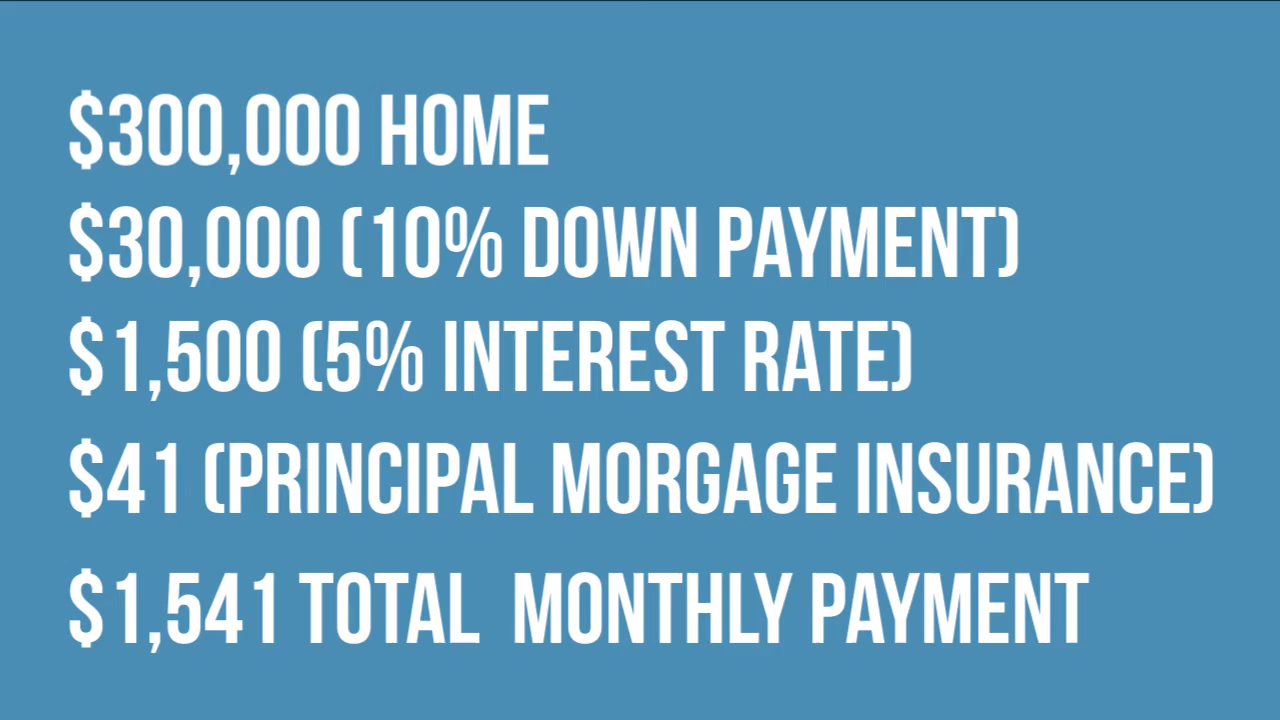 $300,000 HOME
$30,000 (10% DOWN PAYMENT)
$1,500 (5% INTEREST RATE)
$41 (PRINCIPAL MORGAGE INSURANCE)
$1,541 TOTAL  MONTHLY PAYMENT